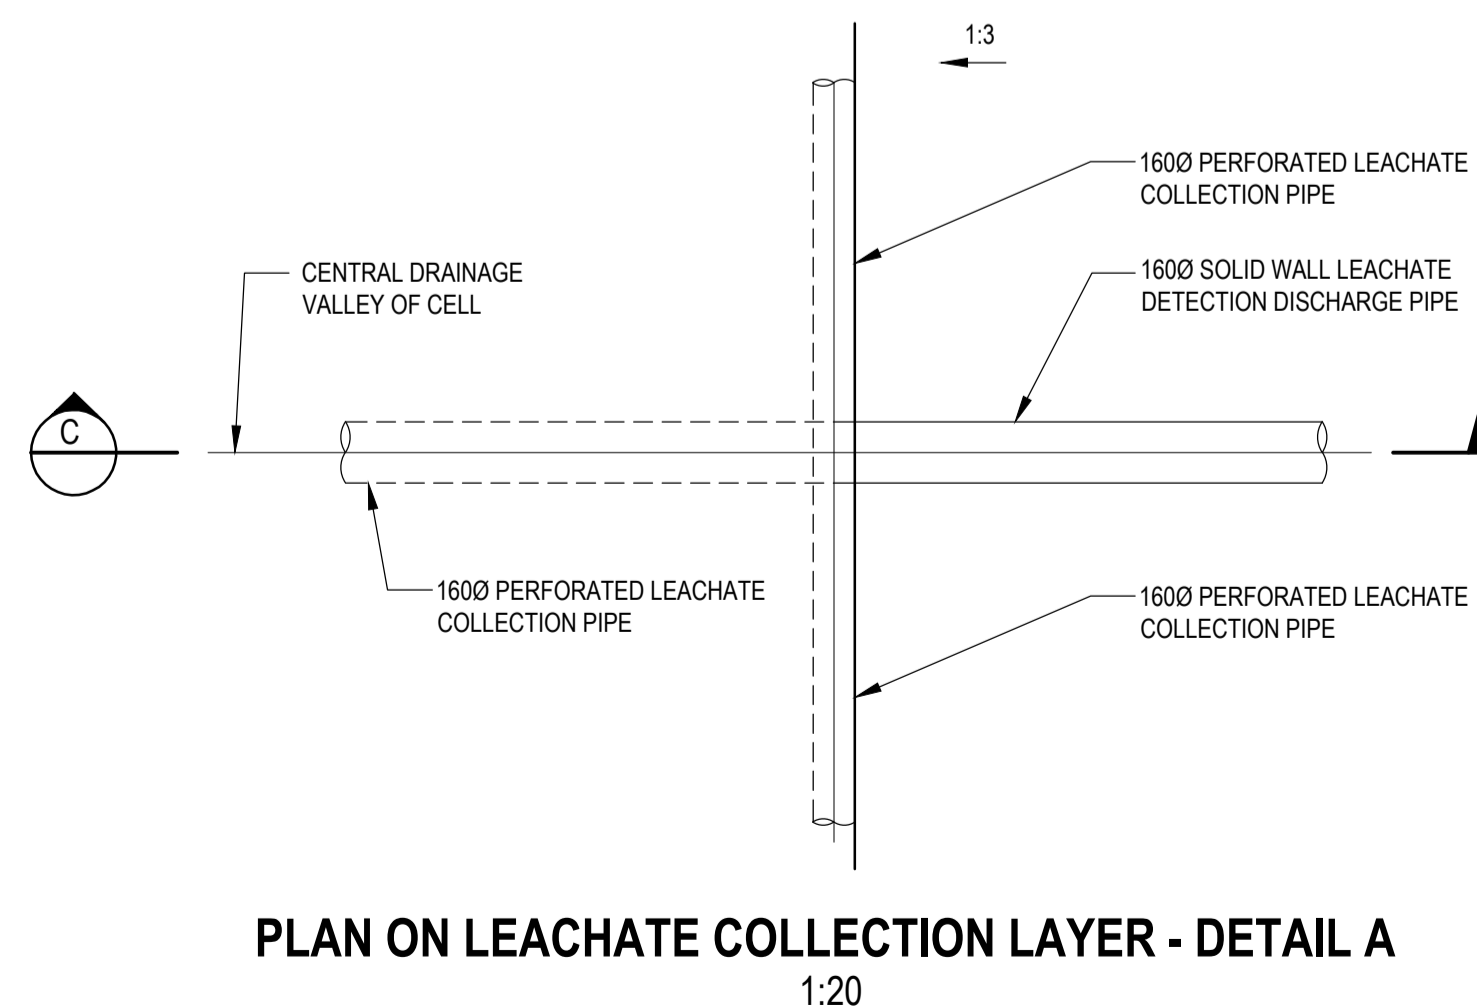 1:3
160Ø PERFORATED LEACHATE
COLLECTION PIPE
CENTRAL DRAINAGE
VALLEY OF CELL
160Ø SOLID WALL LEACHATE
DETECTION DISCHARGE PIPE
C
160Ø PERFORATED LEACHATE
COLLECTION PIPE
160Ø PERFORATED LEACHATE
COLLECTION PIPE
PLAN ON LEACHATE COLLECTION LAYER - DETAIL A
1:20